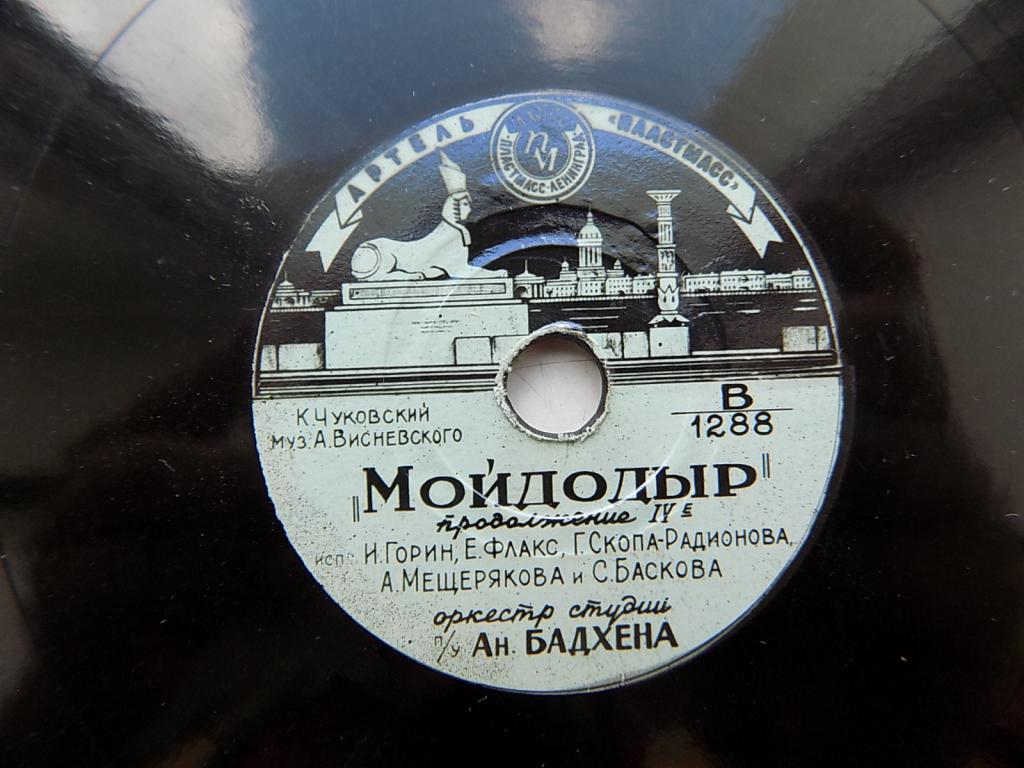 АРТЕЛЬ «ПЛАСТМАСС»
ПМ
ПЛАСТМАСС-ЛЕНИНГРАД
К. ЧУКОВСКИЙ
МУЗ. А. ВИСНЕВСКОГО
В
1288
"МОЙДОДЫР"
продолжение IVЕ
исп. И. ГОРИН, Е. ФЛАКС, Г. СКОПА-РАДИОНОВА,
А. МЕЩЕРЯКОВА и С. БАСКОВА
оркестр студии
п/у АН. БАДХЕНА